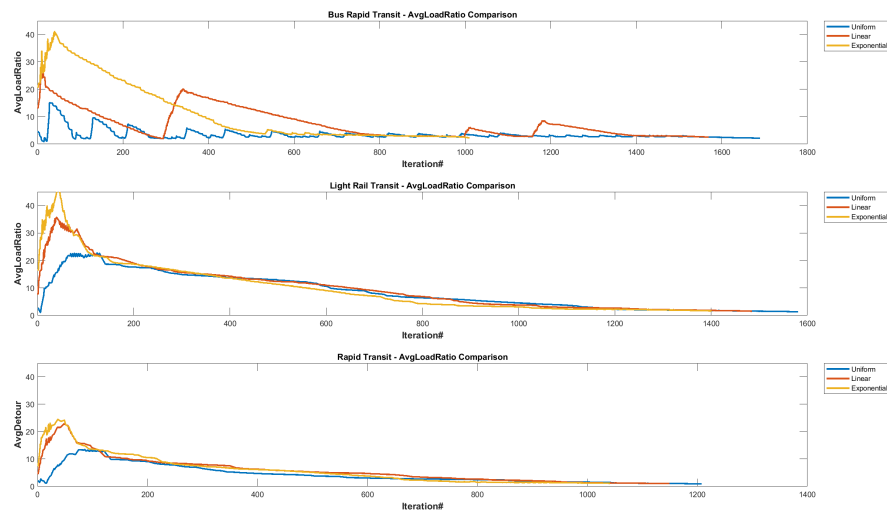 Bus Rapid Transit - AvgLoadRatio Comparison
AvgLoadRatio
40
30
20
10
0
0 200 400 600 800 1000 1200 1400 1600 1800
Iteration#
Uniform
Linear
Exponential
Light Rail Transit - AvgLoadRatio Comparison
AvgLoadRatio
40
30
20
10
0
0 200 400 600 800 1000 1200 1400 1600
Iteration#
Uniform
Linear
Exponential
Rapid Transit - AvgLoadRatio Comparison
AvgDetour
40
30
20
10
0
0 200 400 600 800 1000 1200 1400
Iteration#
Uniform
Linear
Exponential